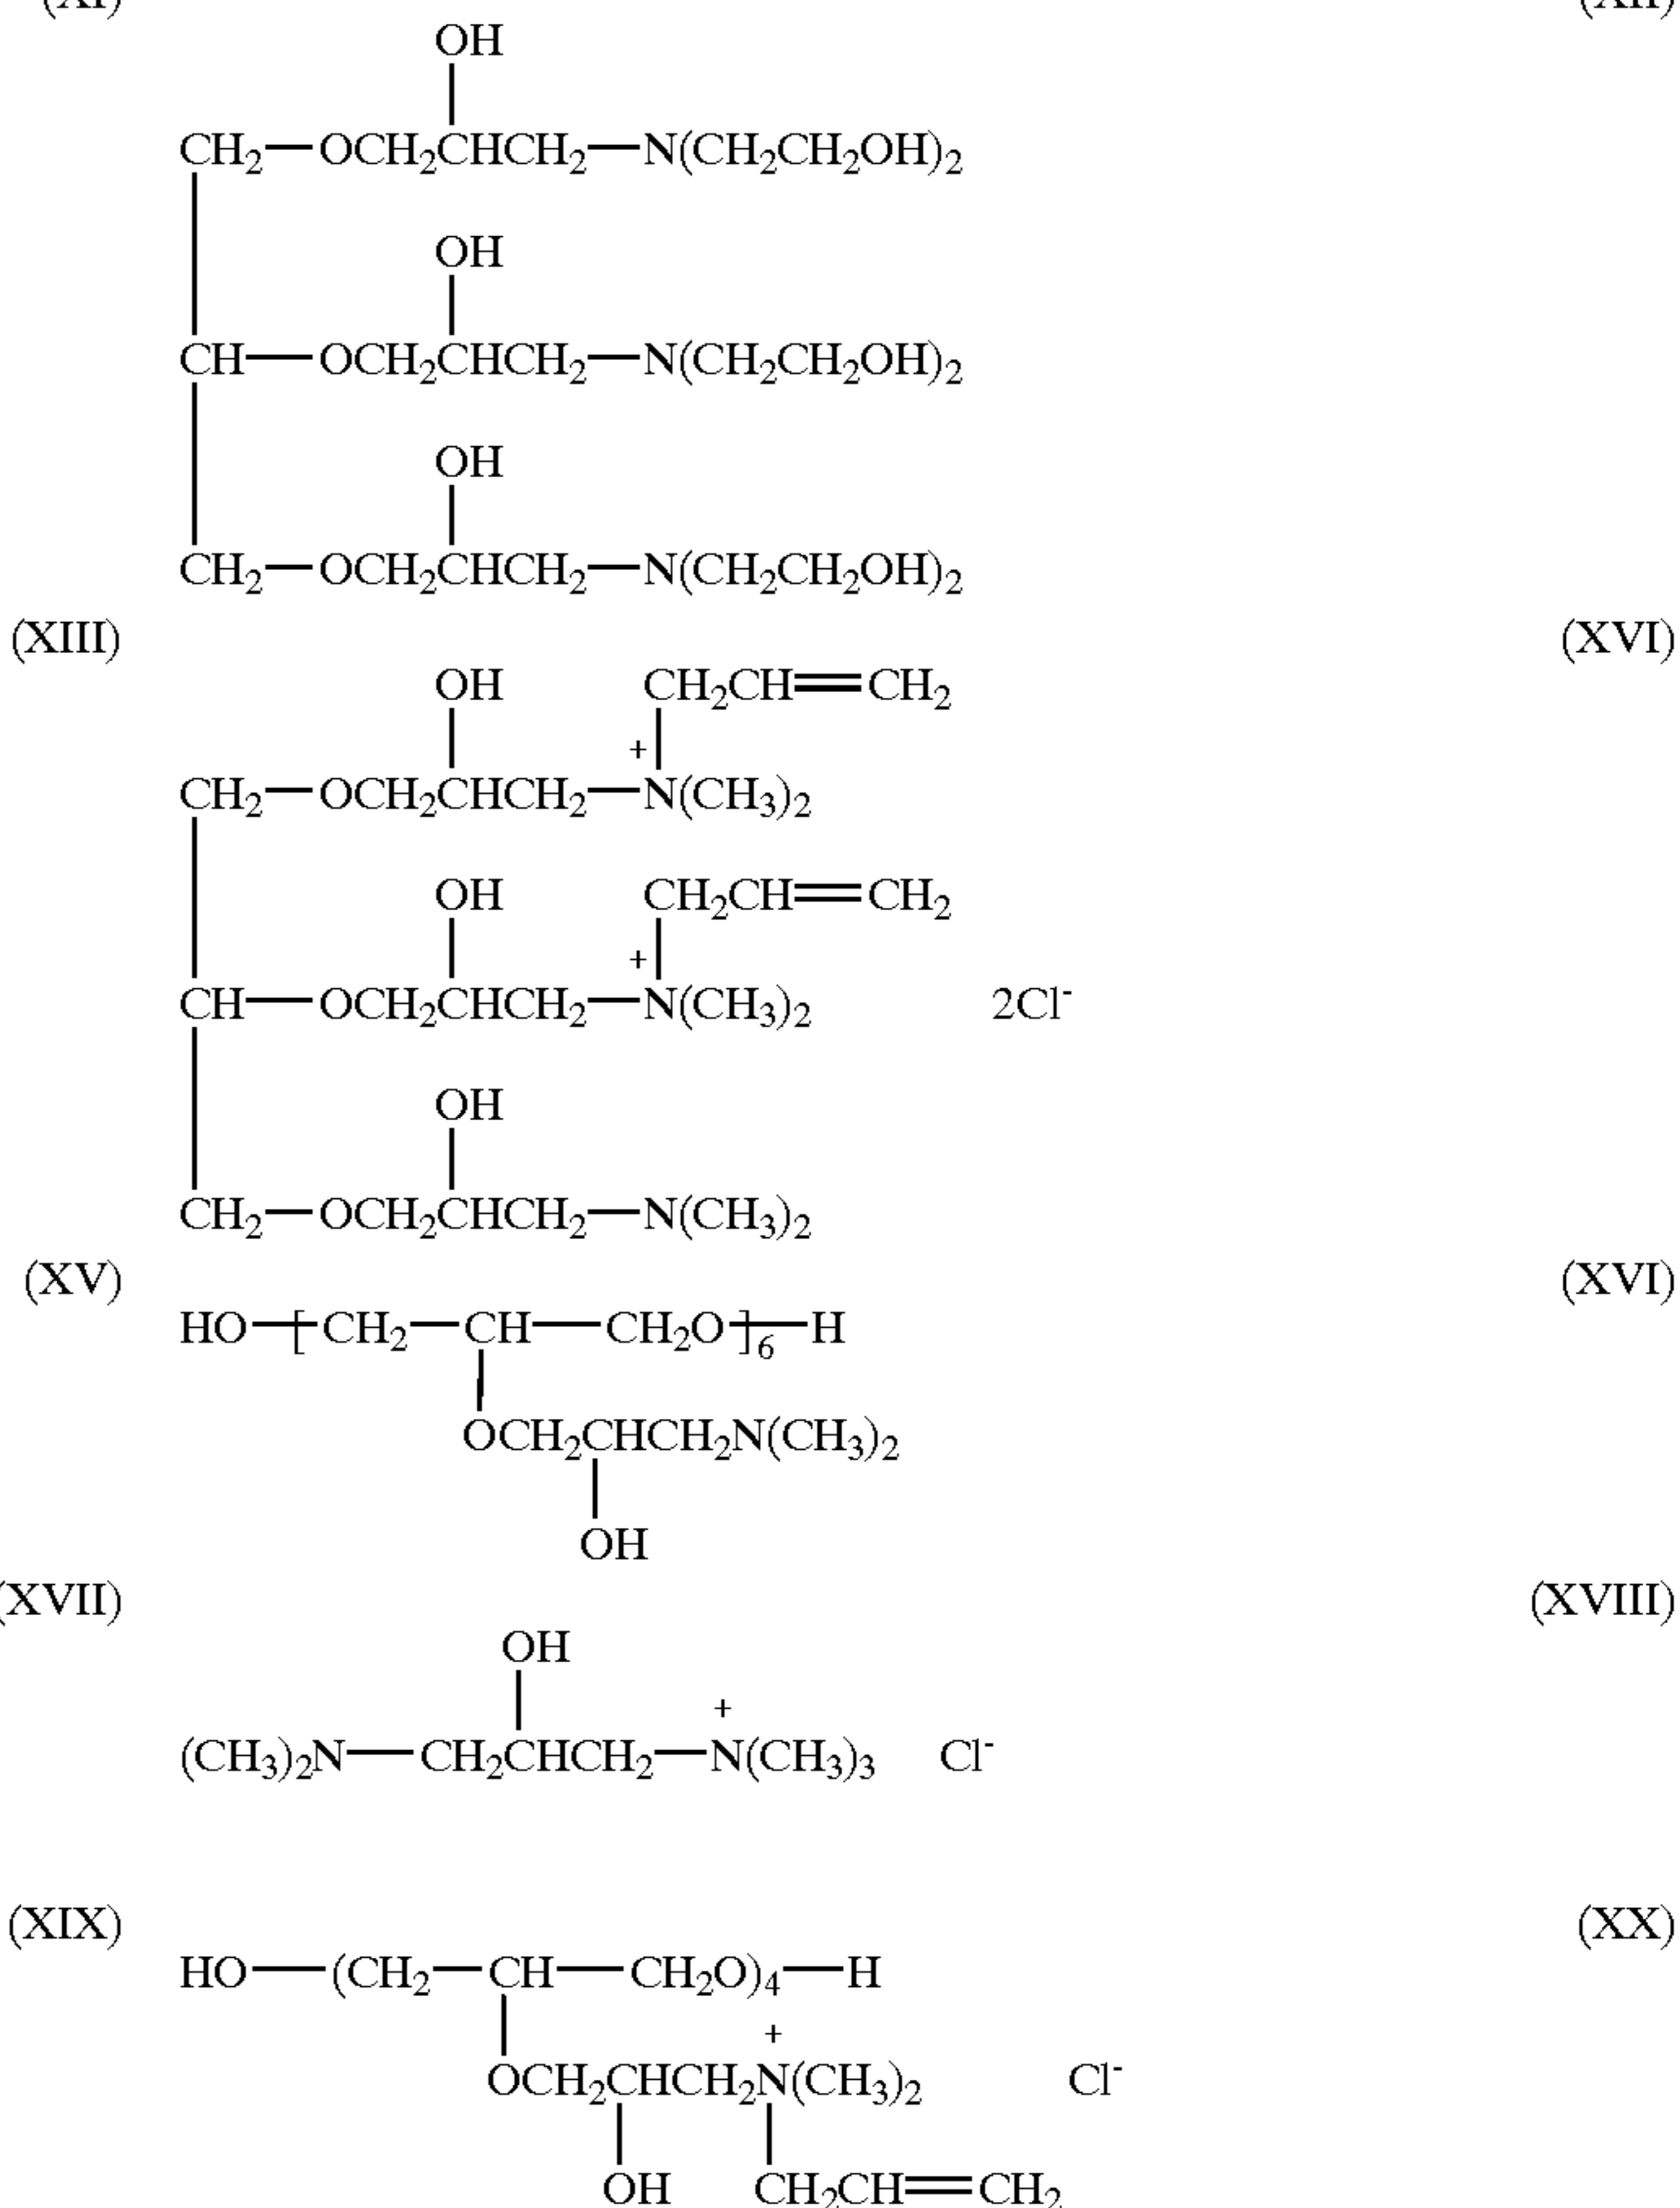 (XI) (XII)
OH
CH₂—OCH₂CHCH₂—N(CH₂CH₂OH)₂
OH
CH—OCH₂CHCH₂—N(CH₂CH₂OH)₂
OH
CH₂—OCH₂CHCH₂—N(CH₂CH₂OH)₂
(XIII) (XVI)
OH CH₂CH=CH₂
+
CH₂—OCH₂CHCH₂—N(CH₃)₂
OH CH₂CH=CH₂
+
CH—OCH₂CHCH₂—N(CH₃)₂ 2Cl⁻
OH
CH₂—OCH₂CHCH₂—N(CH₃)₂
(XV) (XVI)
HO—[CH₂—CH—CH₂O]₆—H
OCH₂CHCH₂N(CH₃)₂
OH
(XVII) (XVIII)
OH
+
(CH₃)₂N—CH₂CHCH₂—N(CH₃)₃ Cl⁻
(XIX) (XX)
HO—(CH₂—CH—CH₂O)₄—H
+
OCH₂CHCH₂N(CH₃)₂ Cl⁻
OH CH₂CH=CH₂